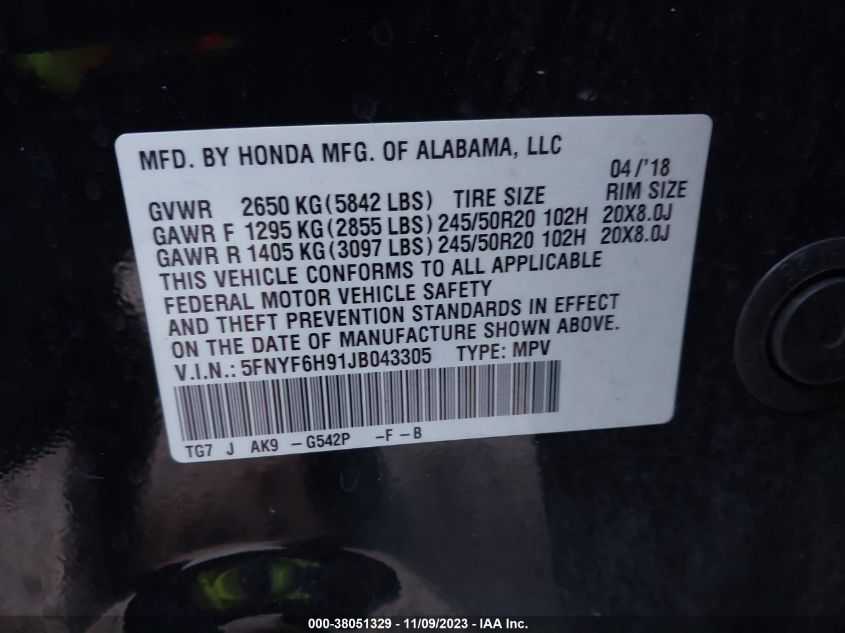 MFD. BY HONDA MFG. OF ALABAMA, LLC 04/'18
GVWR 2650 KG(5842 LBS) TIRE SIZE RIM SIZE
GAWR F 1295 KG(2855 LBS)245/50R20 102H 20X8.0J
GAWR R 1405 KG(3097 LBS)245/50R20 102H 20X8.0J
THIS VEHICLE CONFORMS TO ALL APPLICABLE
FEDERAL MOTOR VEHICLE SAFETY
AND THEFT PREVENTION STANDARDS IN EFFECT
ON THE DATE OF MANUFACTURE SHOWN ABOVE.
V.I.N.: 5FNYF6H91JB043305 TYPE: MPV
TG7 J AK9 -G542P -F-B
000-38051329 - 11/09/2023 - IAA Inc.